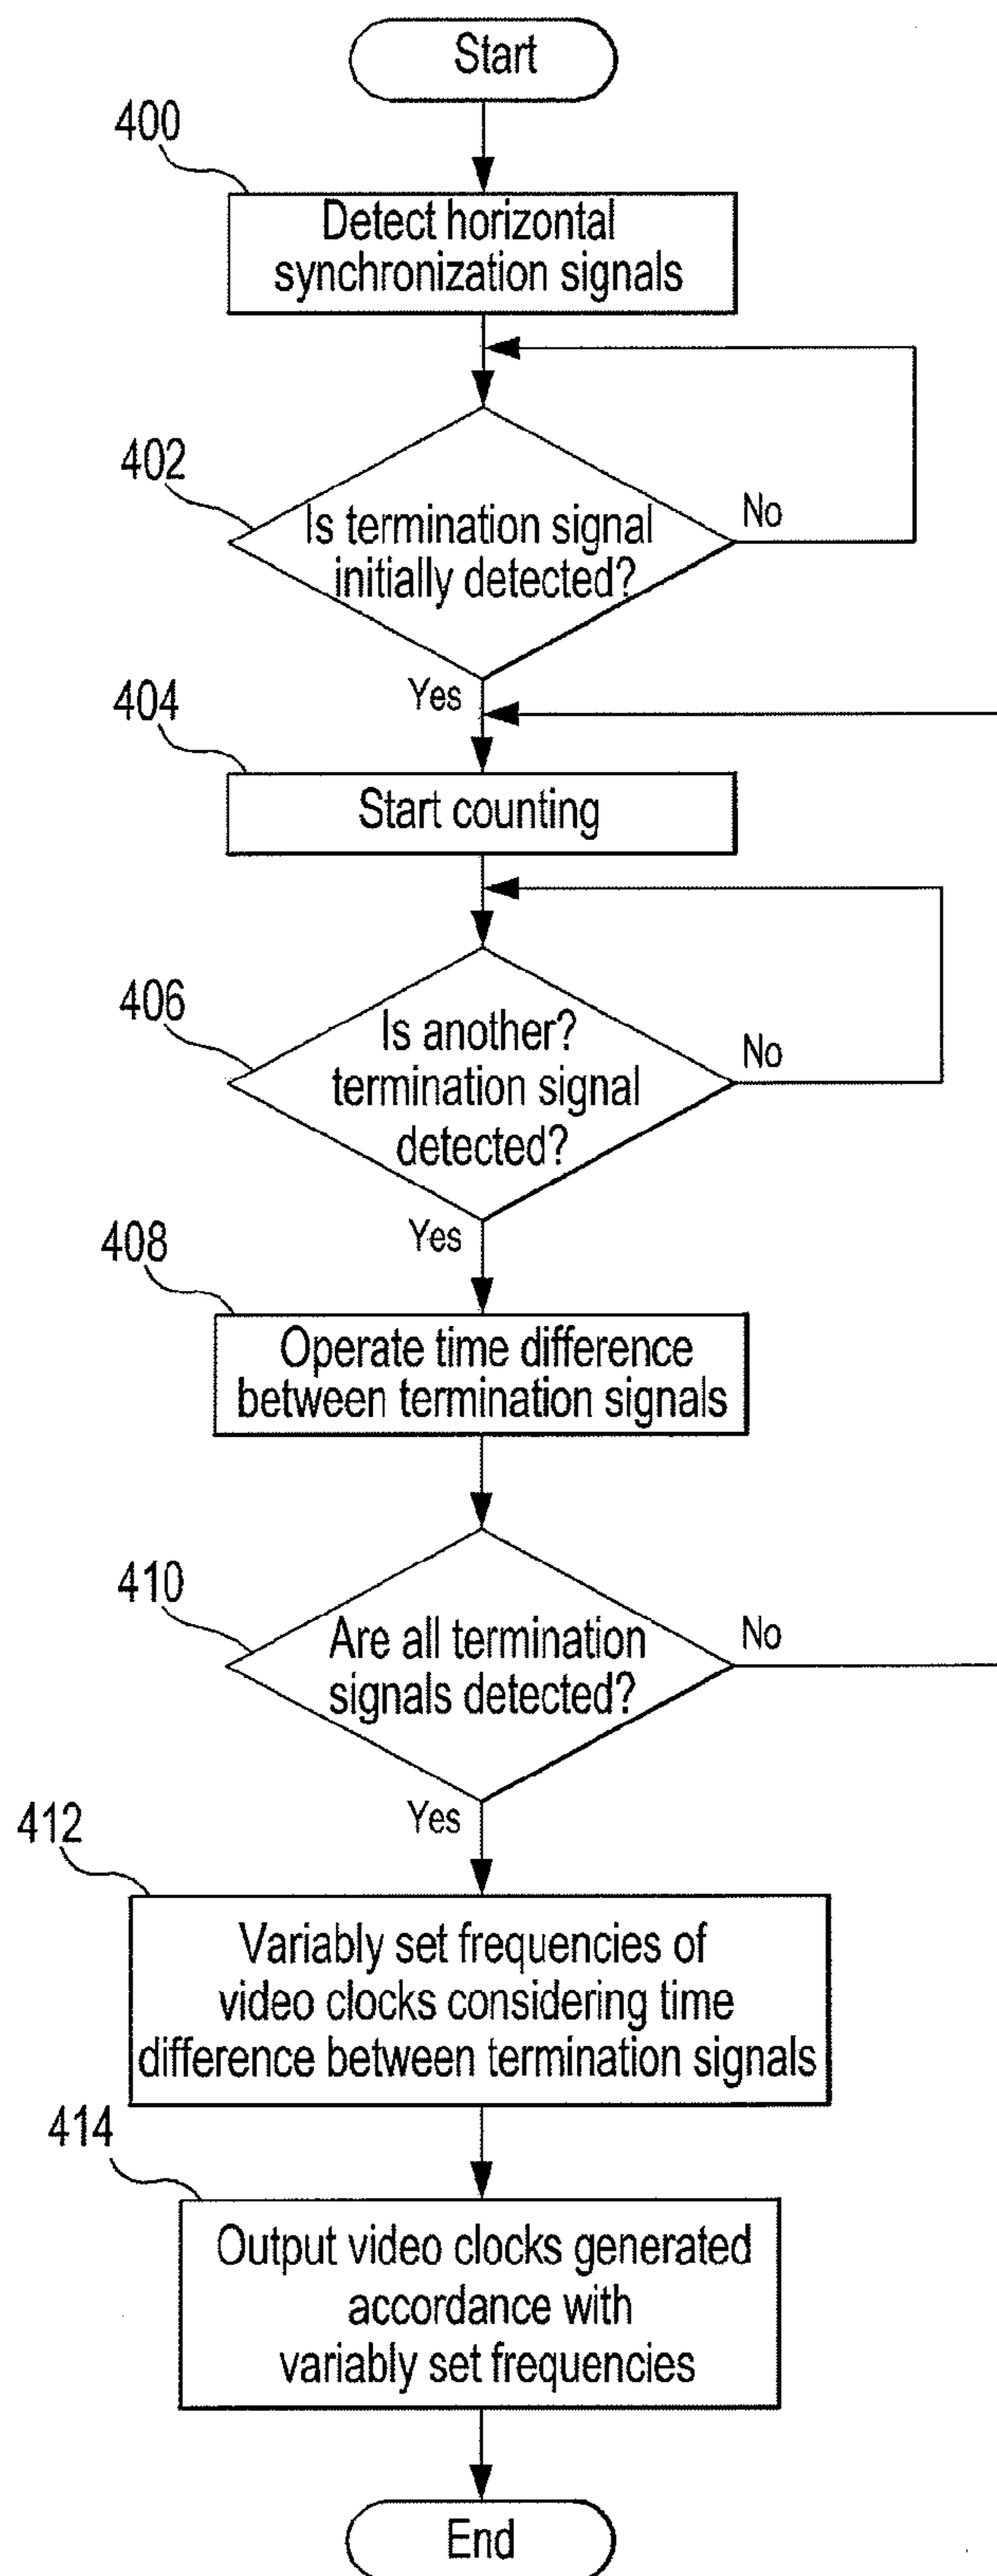 Start
400
Detect horizontal
synchronization signals
402
Is termination signal
initially detected?
No
Yes
404
Start counting
406
Is another?
termination signal
detected?
No
Yes
408
Operate time difference
between termination signals
410
Are all termination
signals detected?
No
Yes
412
Variably set frequencies of
video clocks considering time
difference between termination signals
414
Output video clocks generated
accordance with
variably set frequencies
End